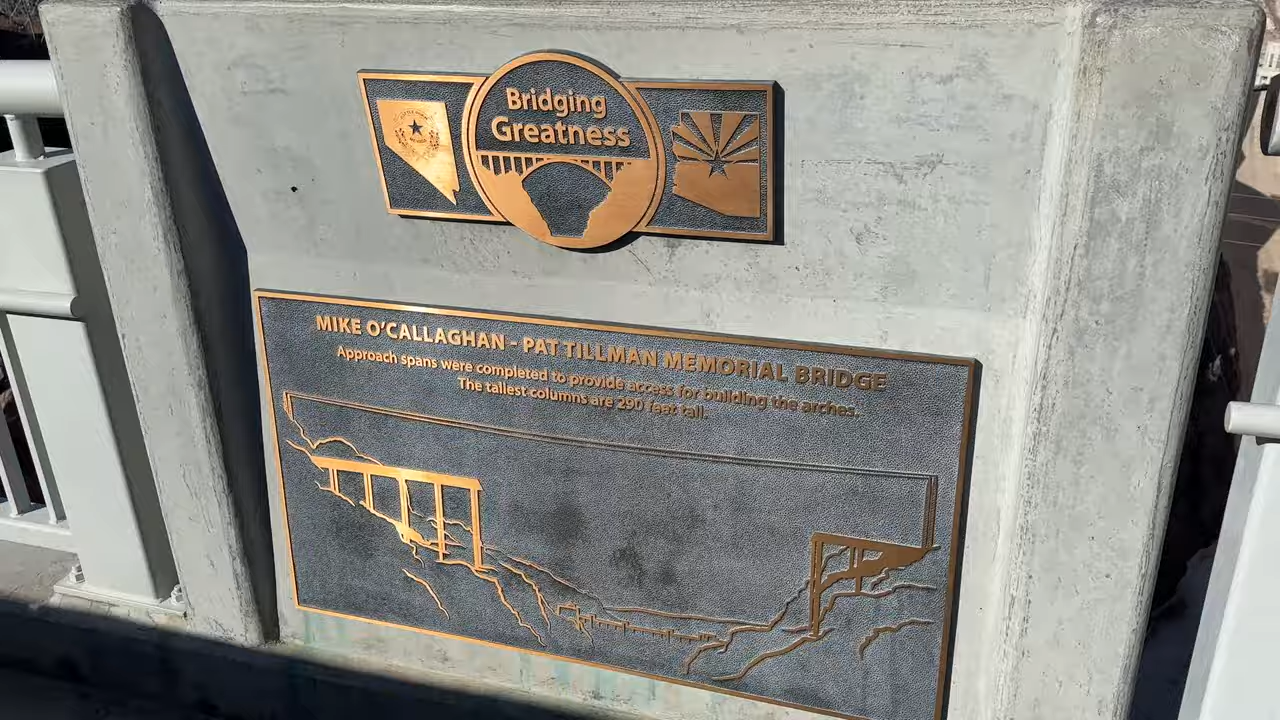 Bridging
Greatness
MIKE O'CALLAGHAN - PAT TILLMAN MEMORIAL BRIDGE
Approach spans were completed to provide access for building the arches.
The tallest columns are 290 feet tall.